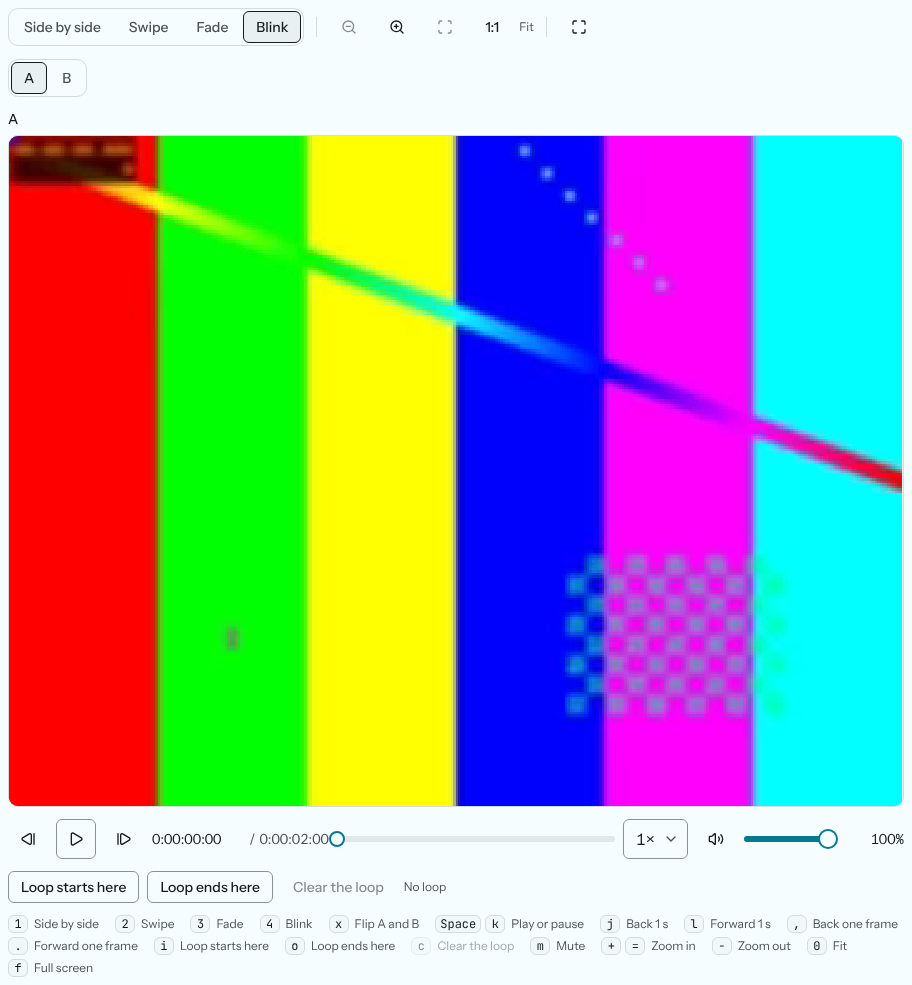 Side by side Swipe Fade Blink 1:1 Fit
A B
A
0:00:00:00 / 0:00:02:00 1× 100%
Loop starts here Loop ends here Clear the loop No loop
1 Side by side 2 Swipe 3 Fade 4 Blink x Flip A and B Space k Play or pause j Back 1 s l Forward 1 s , Back one frame
. Forward one frame i Loop starts here o Loop ends here c Clear the loop m Mute + = Zoom in - Zoom out 0 Fit
f Full screen